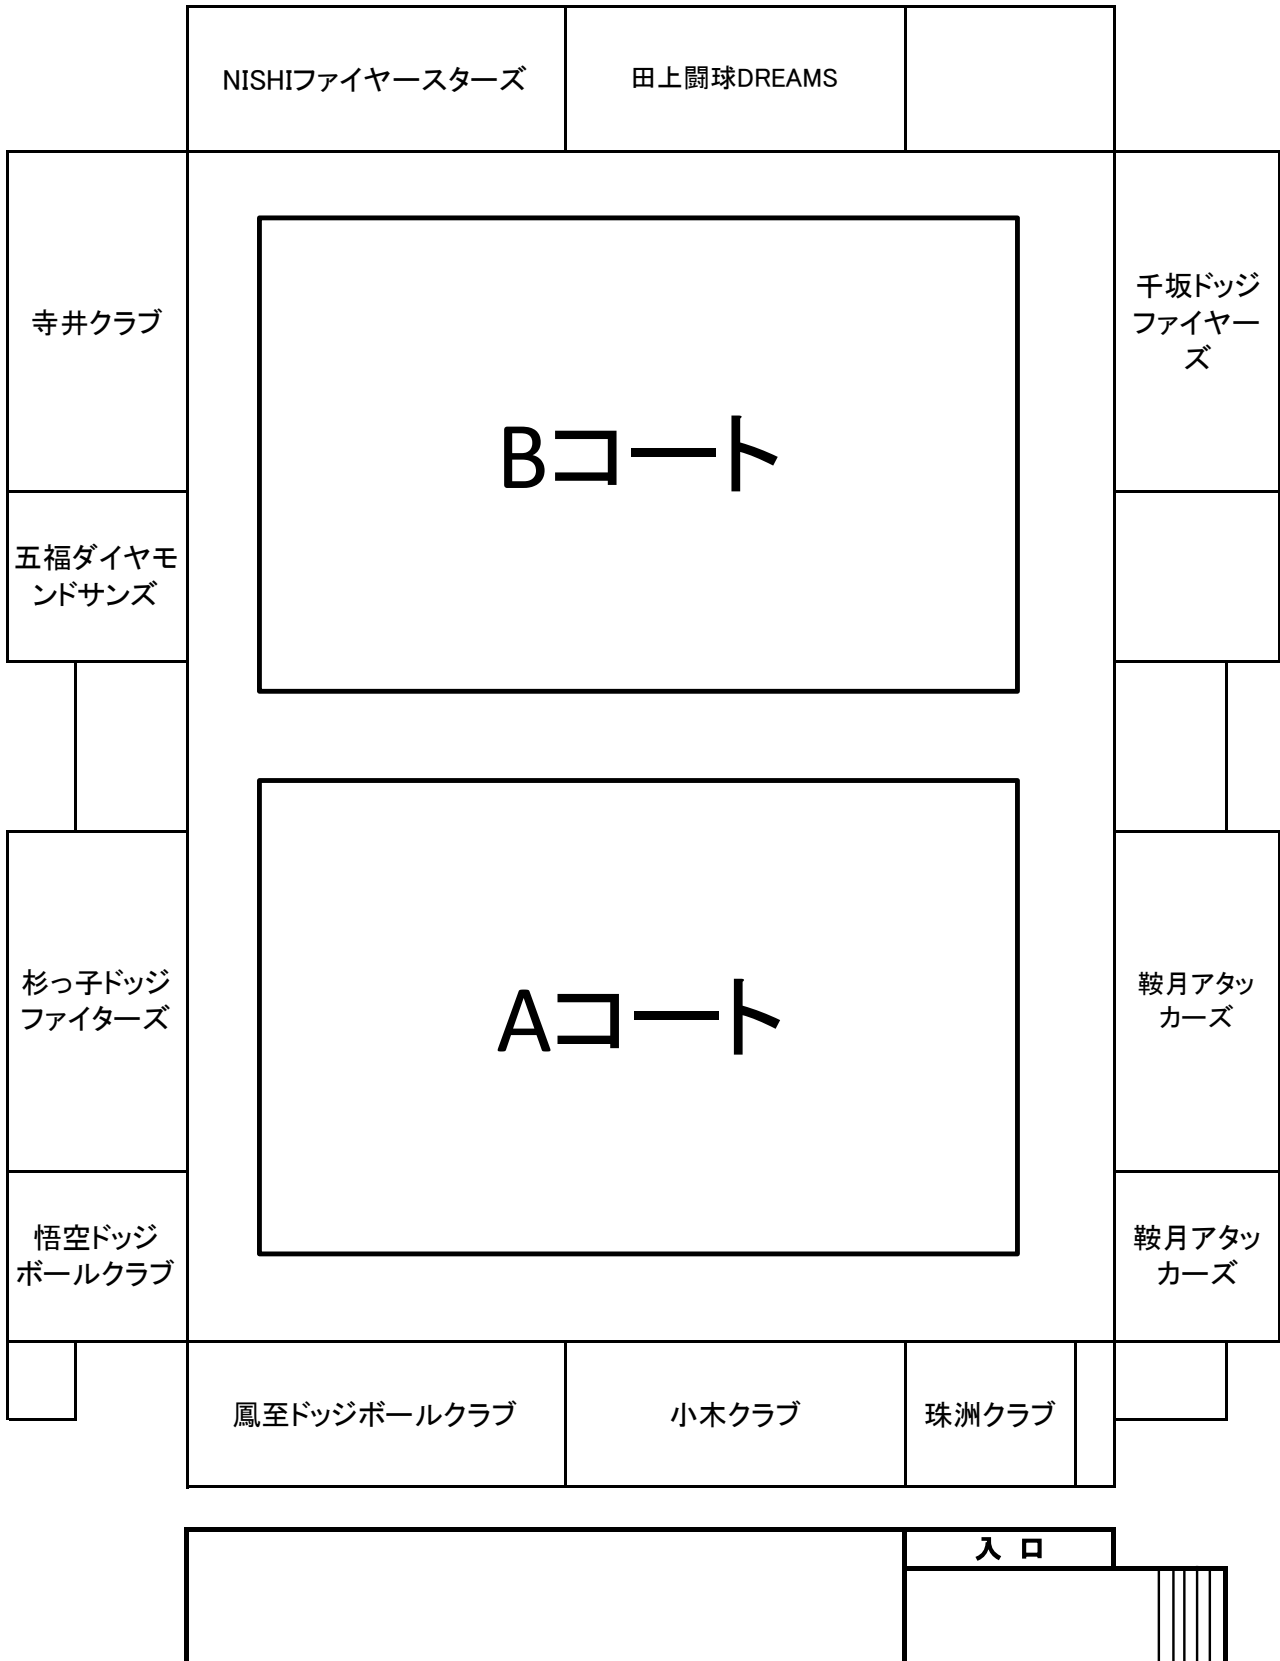 NISHIファイヤースターズ
田上闘球DREAMS
寺井クラブ
千坂ドッジ
ファイヤー
ズ
Bコート
五福ダイヤモ
ンドサンズ
杉っ子ドッジ
ファイターズ
Aコート
鞍月アタッ
カーズ
悟空ドッジ
ボールクラブ
鞍月アタッ
カーズ
鳳至ドッジボールクラブ
小木クラブ
珠洲クラブ
入口